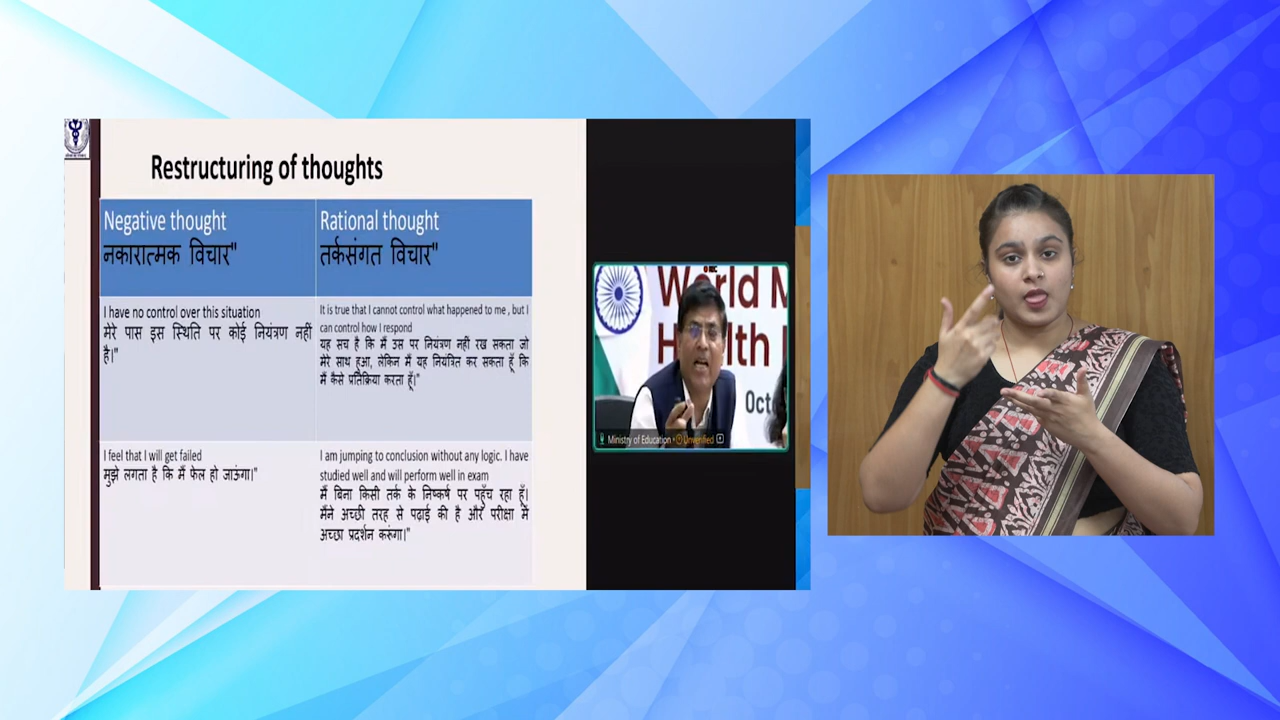 Restructuring of thoughts
Negative thought
नकारात्मक विचार"
Rational thought
तर्कसंगत विचार"
I have no control over this situation
मेरे पास इस स्थिति पर कोई नियंत्रण नहीं
है।"
It is true that I cannot control what happened to me , but I
can control how I respond
यह सच है कि मैं उस पर नियंत्रण नहीं रख सकता जो
मेरे साथ हुआ, लेकिन मैं यह नियंत्रित कर सकता हूँ कि
मैं कैसे प्रतिक्रिया करता हूँ।"
I feel that I will get failed
मुझे लगता है कि मैं फेल हो जाऊंगा।"
I am jumping to conclusion without any logic. I have
studied well and will perform well in exam
मैं बिना किसी तर्क के निष्कर्ष पर पहुँच रहा हूँ।
मैंने अच्छी तरह से पढ़ाई की है और परीक्षा में
अच्छा प्रदर्शन करुंगा।"
World M
Health
Octo
Ministry of Education • Unverified